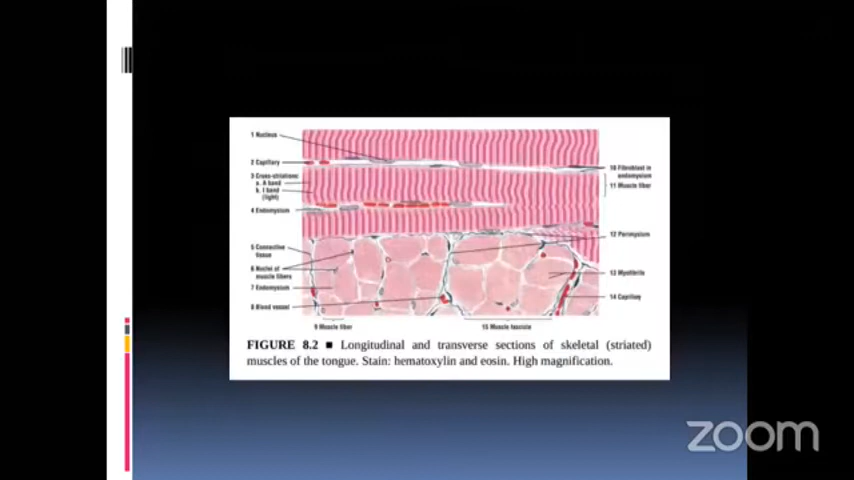 1 Nucleus
2 Capillary
3 Cross-striations:
a. A band
b. I band
(light)
4 Endomysium
5 Connective
tissue
6 Nuclei of
muscle fibers
7 Endomysium
8 Blood vessel
9 Muscle fiber
10 Fibroblast in
endomysium
11 Muscle fiber
12 Perimysium
13 Myofibrils
14 Capillary
15 Muscle fascicle
FIGURE 8.2 ■ Longitudinal and transverse sections of skeletal (striated)
muscles of the tongue. Stain: hematoxylin and eosin. High magnification.
zoom